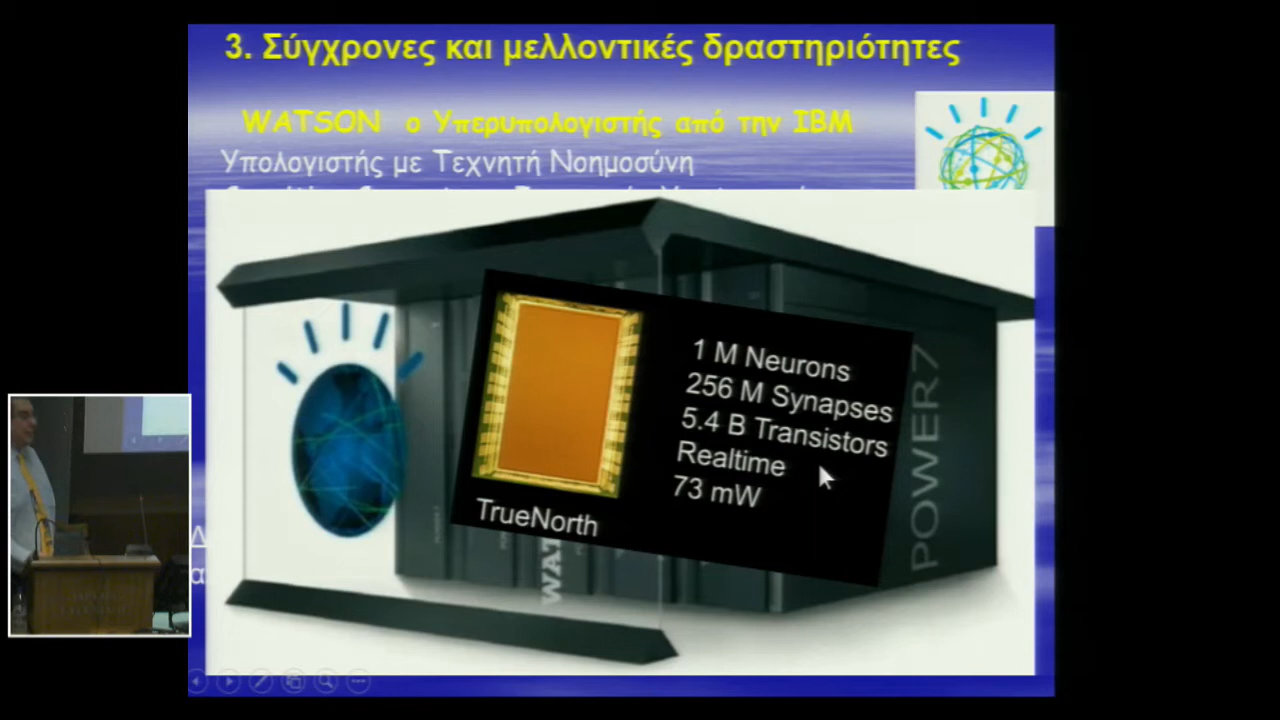 3. Σύγχρονες και μελλοντικές δραστηριότητες
WATSON ο Υπερυπολογιστής από την IBM
Υπολογιστής με Τεχνητή Νοημοσύνη
1 M Neurons
256 M Synapses
5.4 B Transistors
Realtime
73 mW
TrueNorth
WAT
POWER7
Δ
α